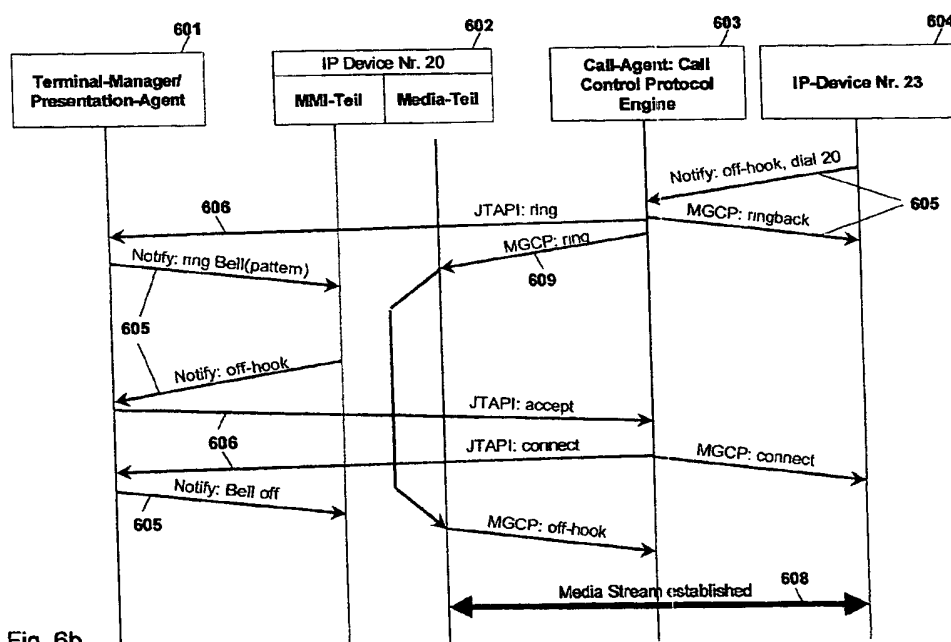 601
602
603
604
Terminal-Manager/
Presentation-Agent
IP Device Nr. 20
MMI-Teil
Media-Teil
Call-Agent: Call
Control Protocol
Engine
IP-Device Nr. 23
Notify: off-hook, dial 20
606
JTAPI: ring
MGCP: ringback
605
MGCP: ring
Notify: ring Bell(pattern)
609
605
Notify: off-hook
JTAPI: accept
606
JTAPI: connect
MGCP: connect
Notify: Bell off
605
MGCP: off-hook
Media Stream established
608
Fig. 6b